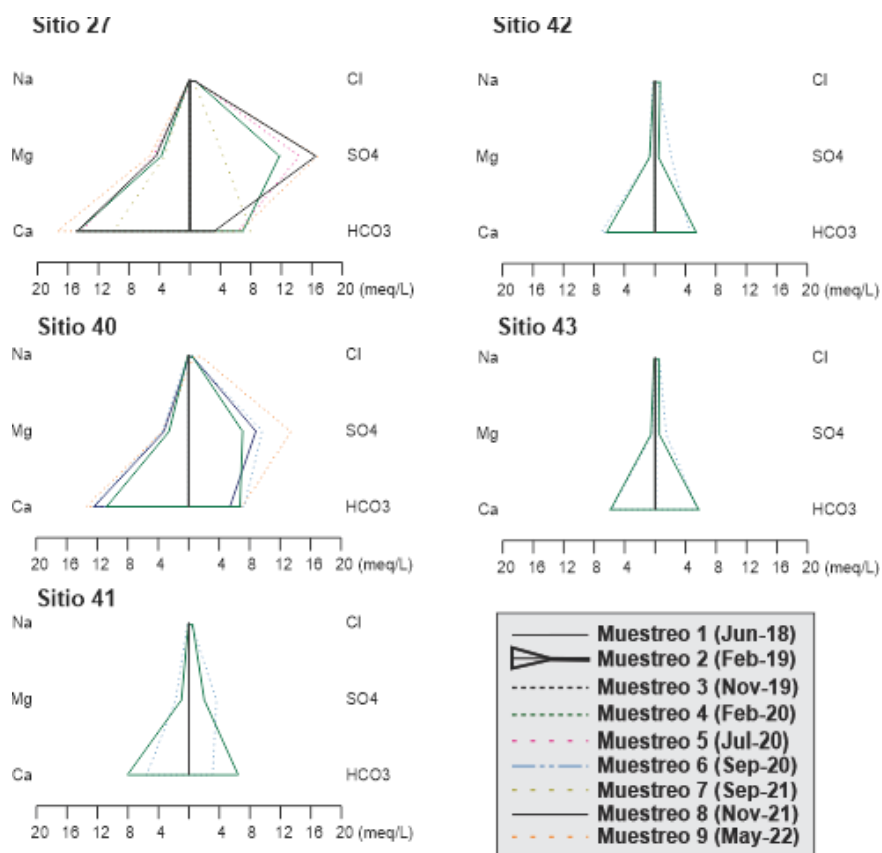 Sitio 27
Na Cl
Mg SO4
Ca HCO3
20 16 12 8 4 4 8 12 16 20 (meq/L)
Sitio 40
Na Cl
Mg SO4
Ca HCO3
20 16 12 8 4 4 8 12 16 20 (meq/L)
Sitio 41
Na Cl
Mg SO4
Ca HCO3
20 16 12 8 4 4 8 12 16 20 (meq/L)
Sitio 42
Na Cl
Mg SO4
Ca HCO3
20 16 12 8 4 4 8 12 16 20 (meq/L)
Sitio 43
Na Cl
Mg SO4
Ca HCO3
20 16 12 8 4 4 8 12 16 20 (meq/L)
Muestreo 1 (Jun-18)
Muestreo 2 (Feb-19)
Muestreo 3 (Nov-19)
Muestreo 4 (Feb-20)
Muestreo 5 (Jul-20)
Muestreo 6 (Sep-20)
Muestreo 7 (Sep-21)
Muestreo 8 (Nov-21)
Muestreo 9 (May-22)